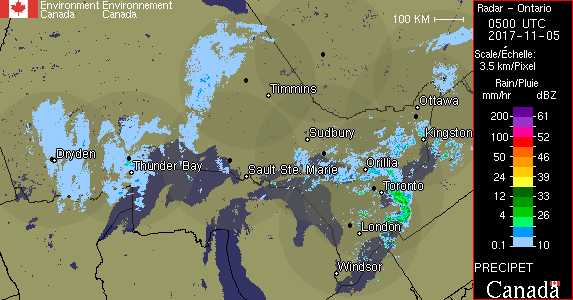 Environment Environnement
Canada Canada
100 KM
Timmins
Ottawa
Sudbury
Kingston
Dryden
Thunder Bay
Sault Ste. Marie
Orillia
Toronto
London
Windsor
Radar - Ontario
0500 UTC
2017-11-05
Scale/Échelle:
3.5 km/Pixel
Rain/Pluie
mm/hr dBZ
200 61
100 52
50 46
24 39
12 33
4 26
0.1 10
PRECIPET
Canada